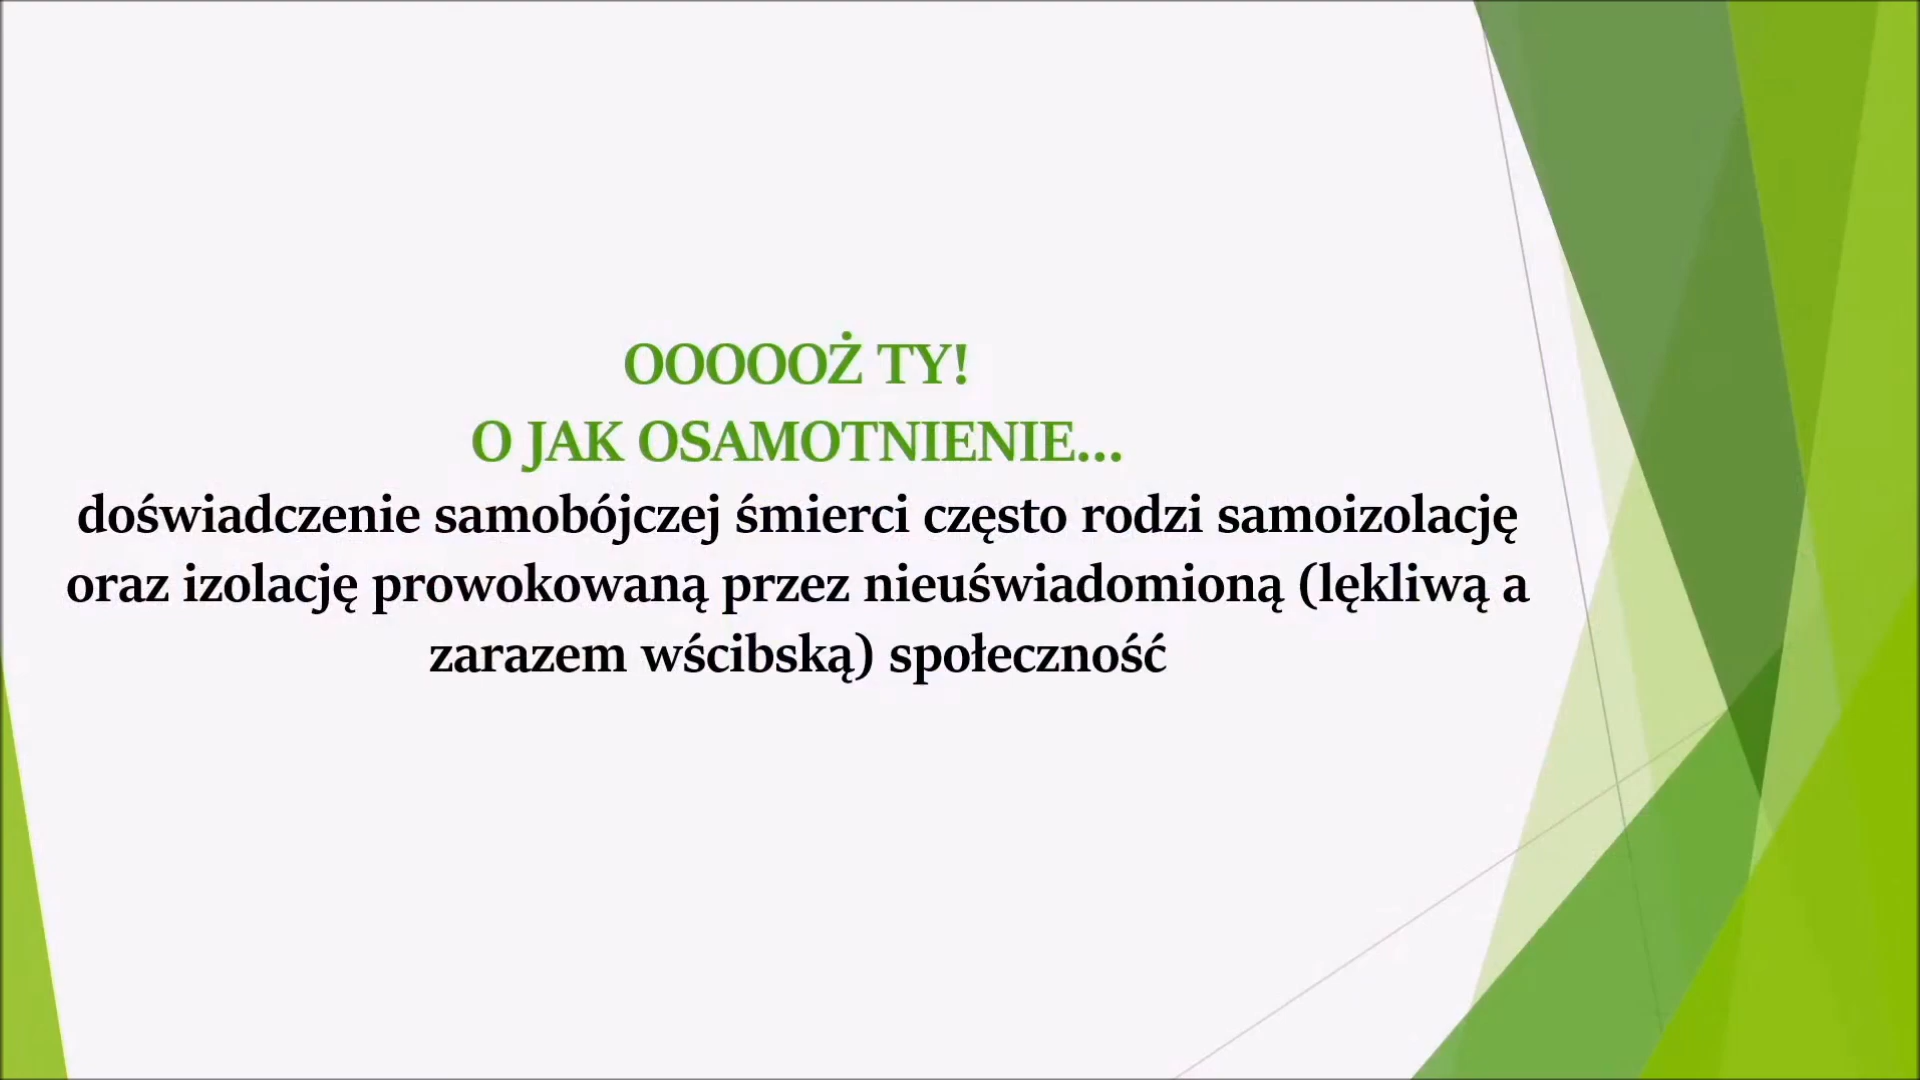 OOOOOŻ TY!
O JAK OSAMOTNIENIE...
doświadczenie samobójczej śmierci często rodzi samoizolację
oraz izolację prowokowaną przez nieuświadomioną (lękliwą a
zarazem wścibską) społeczność